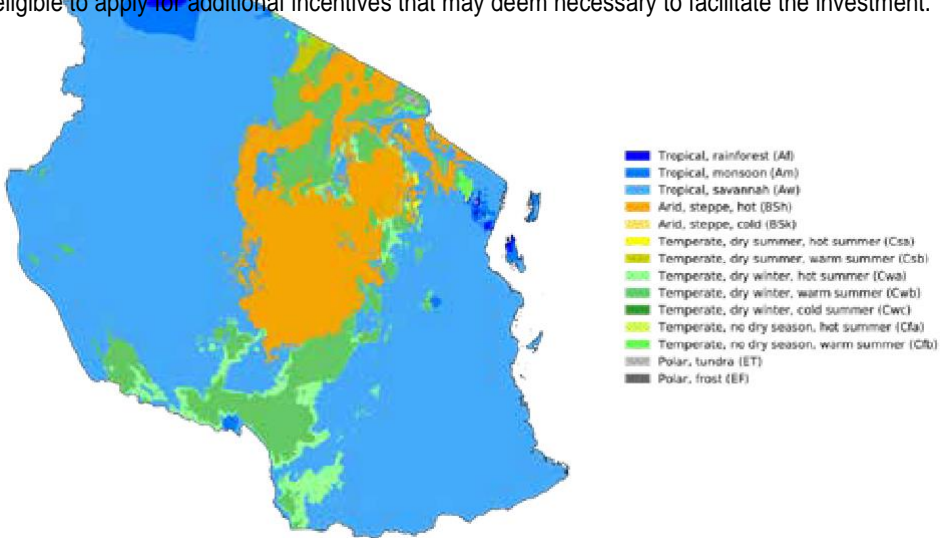 eligible to apply for additional incentives that may deem necessary to facilitate the investment.
Tropical, rainforest (Af)
Tropical, monsoon (Am)
Tropical, savannah (Aw)
Arid, steppe, hot (BSh)
Arid, steppe, cold (BSk)
Temperate, dry summer, hot summer (Csa)
Temperate, dry summer, warm summer (Csb)
Temperate, dry winter, hot summer (Cwa)
Temperate, dry winter, warm summer (Cwb)
Temperate, dry winter, cold summer (Cwc)
Temperate, no dry season, hot summer (Cfa)
Temperate, no dry season, warm summer (Cfb)
Polar, tundra (ET)
Polar, frost (EF)